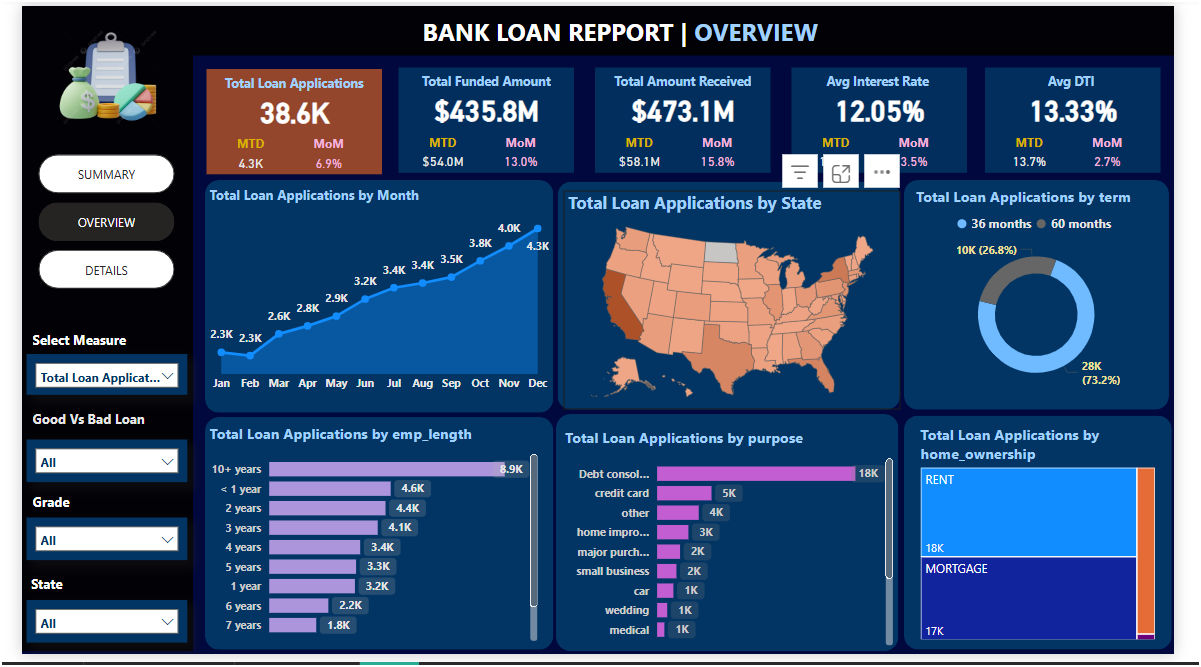 BANK LOAN REPPORT | OVERVIEW
Total Loan Applications
38.6K
MTD MoM
4.3K 6.9%
Total Funded Amount
$435.8M
MTD MoM
$54.0M 13.0%
Total Amount Received
$473.1M
MTD MoM
$58.1M 15.8%
Avg Interest Rate
12.05%
MTD MoM
3.5%
Avg DTI
13.33%
MTD MoM
13.7% 2.7%
SUMMARY
OVERVIEW
DETAILS
Select Measure
Total Loan Applicat...
Good Vs Bad Loan
All
Grade
All
State
All
Total Loan Applications by Month
2.3K 2.3K 2.6K 2.8K 2.9K 3.2K 3.4K 3.4K 3.5K 3.8K 4.0K 4.3K
Jan Feb Mar Apr May Jun Jul Aug Sep Oct Nov Dec
Total Loan Applications by State
Total Loan Applications by term
36 months 60 months
10K (26.8%)
28K
(73.2%)
Total Loan Applications by emp_length
10+ years 8.9K
< 1 year 4.6K
2 years 4.4K
3 years 4.1K
4 years 3.4K
5 years 3.3K
1 year 3.2K
6 years 2.2K
7 years 1.8K
Total Loan Applications by purpose
Debt consol... 18K
credit card 5K
other 4K
home impro... 3K
major purch... 2K
small business 2K
car 1K
wedding 1K
medical 1K
Total Loan Applications by
home_ownership
RENT
18K
MORTGAGE
17K